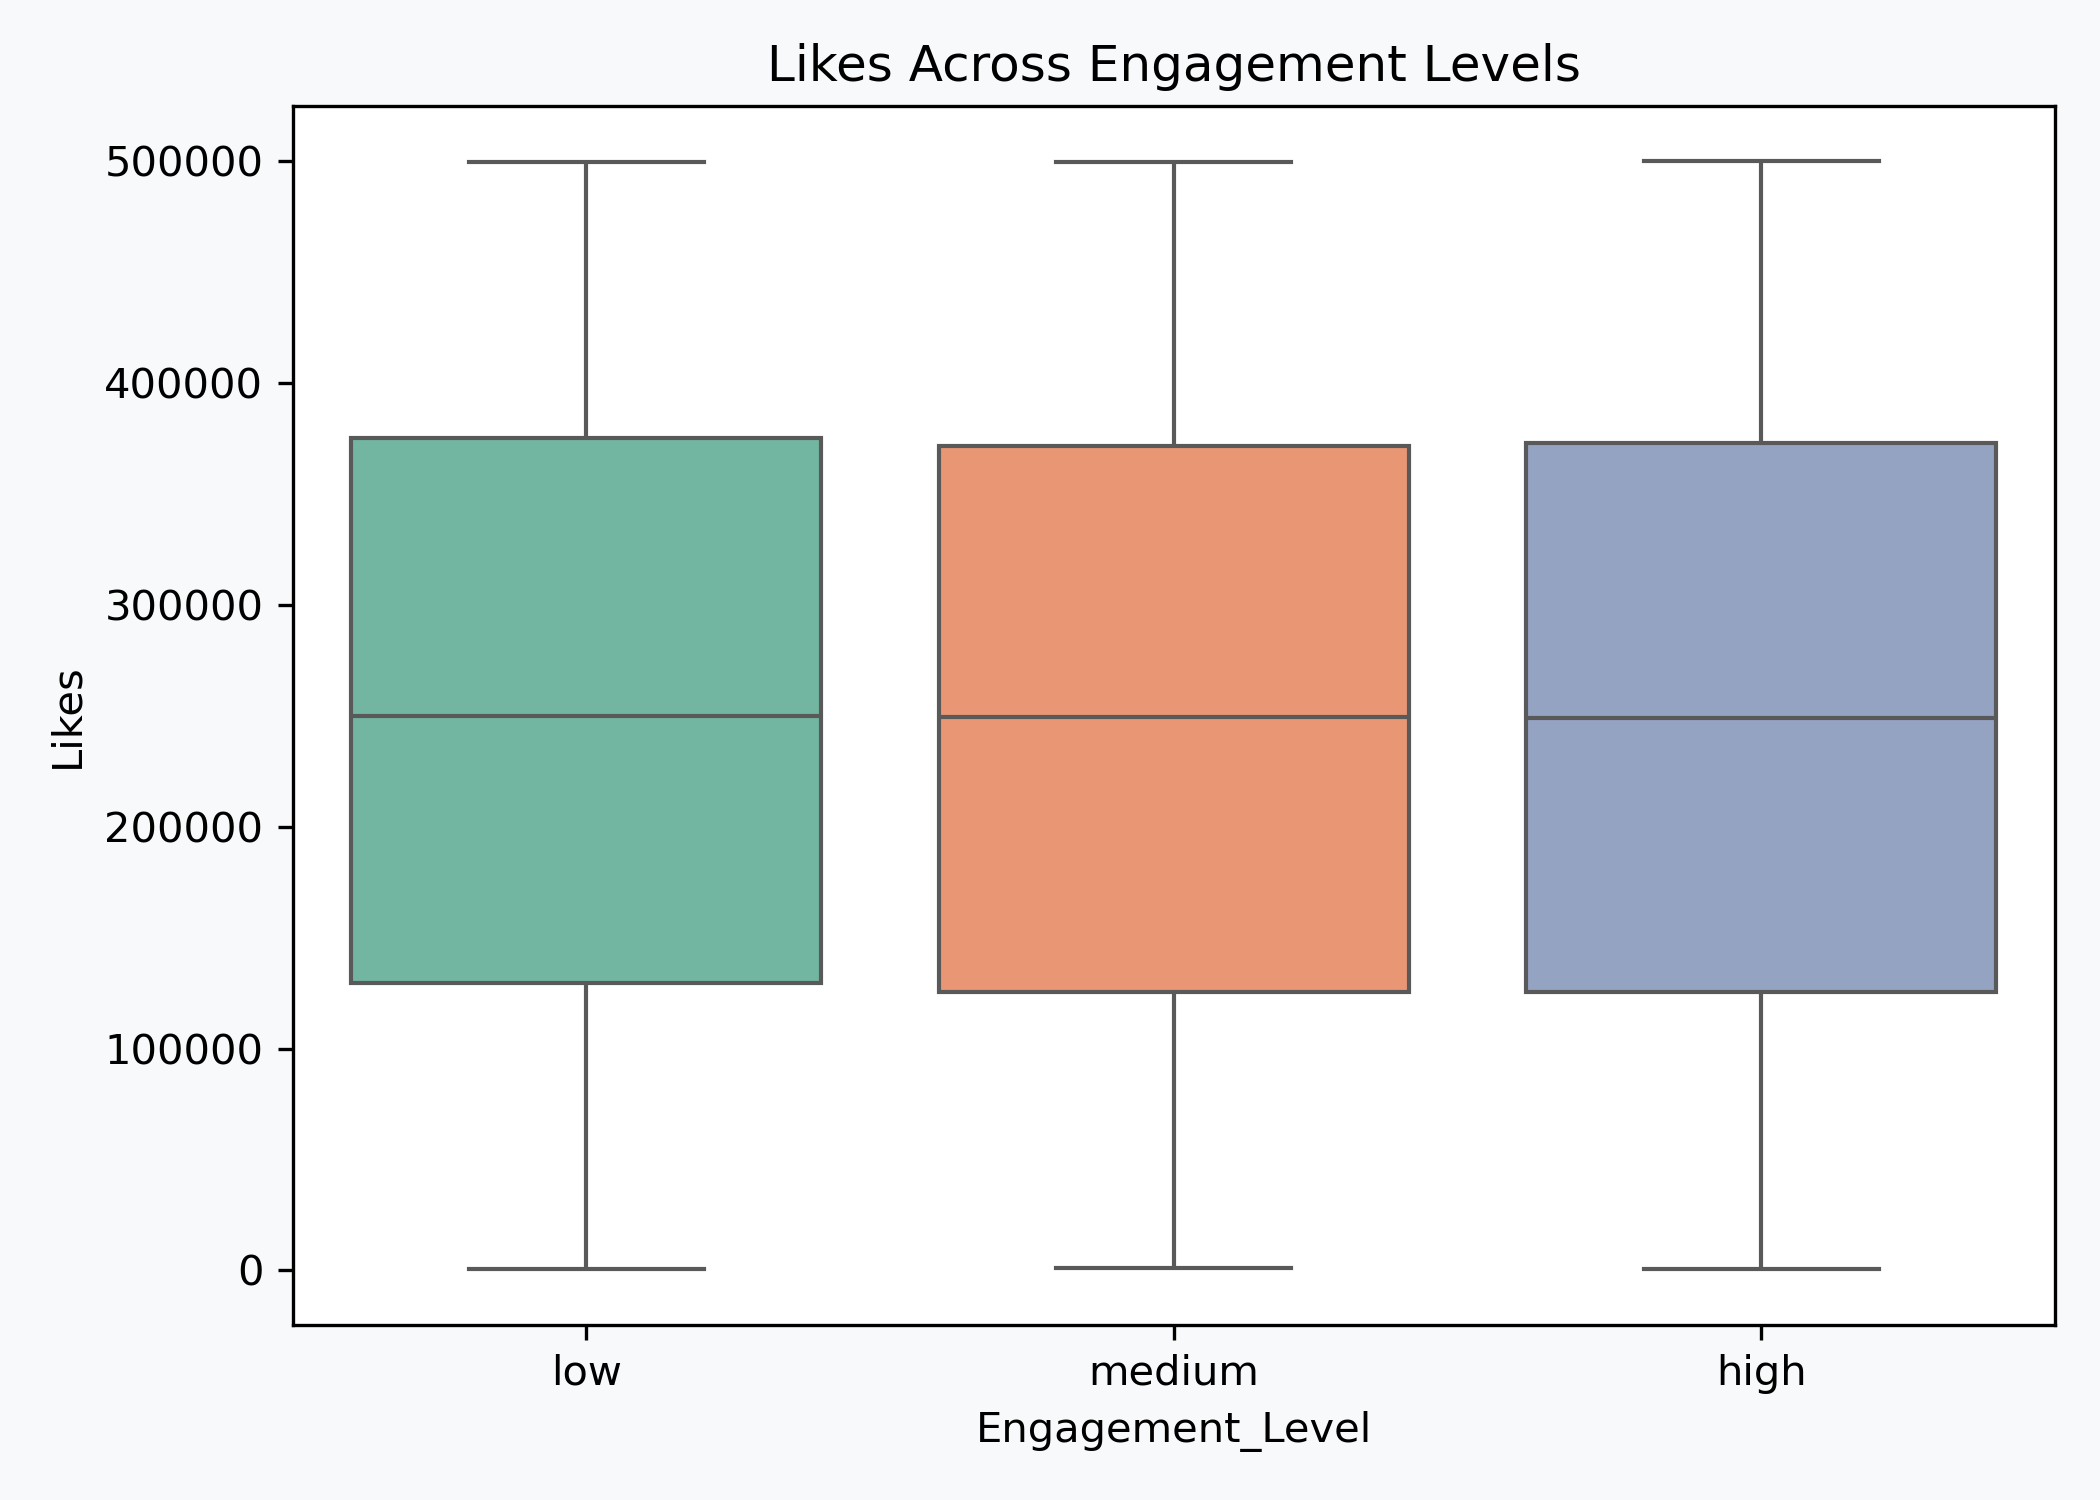 Likes Across Engagement Levels
500000
400000
300000
200000
100000
0
Likes
low medium high
Engagement_Level